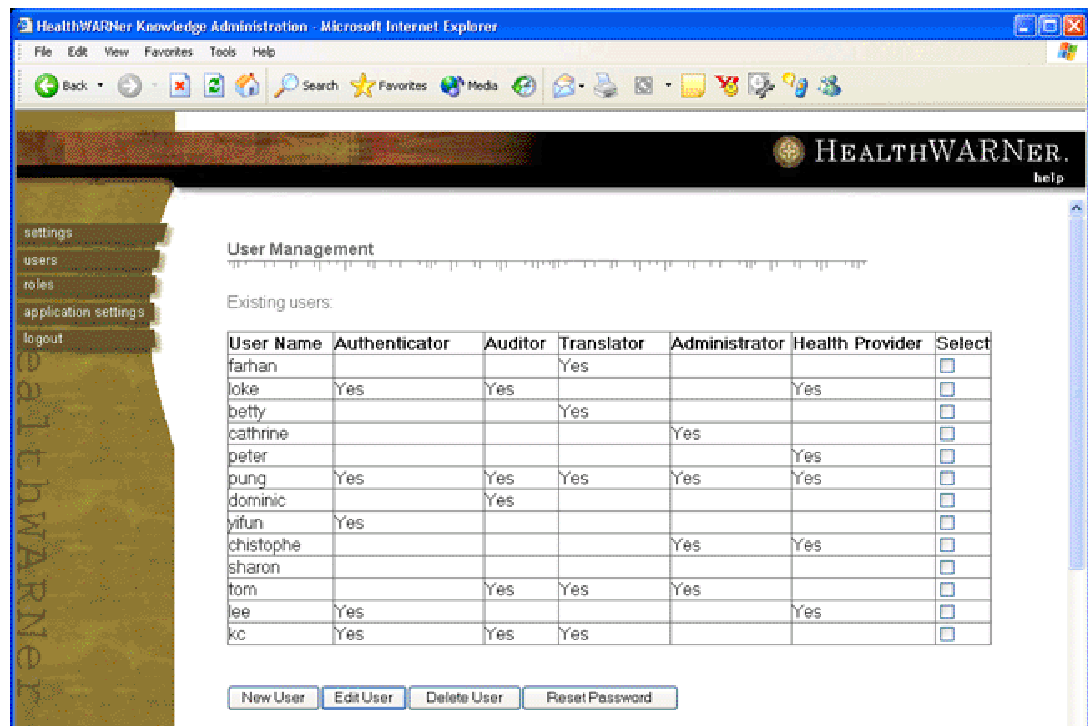 HealthWARNer Knowledge Administration - Microsoft Internet Explorer
File Edit View Favorites Tools Help
Back Search Favorites Media
HEALTHWARNER.
help
settings
users
roles
application settings
logout
healthWARNer
User Management
Existing users:
User Name Authenticator Auditor Translator Administrator Health Provider Select
farhan Yes
loke Yes Yes Yes
betty Yes
cathrine Yes
peter Yes
pung Yes Yes Yes Yes Yes
dominic Yes
yifun Yes
chistophe Yes Yes
sharon
tom Yes Yes Yes
lee Yes Yes
kc Yes Yes Yes
New User Edit User Delete User Reset Password